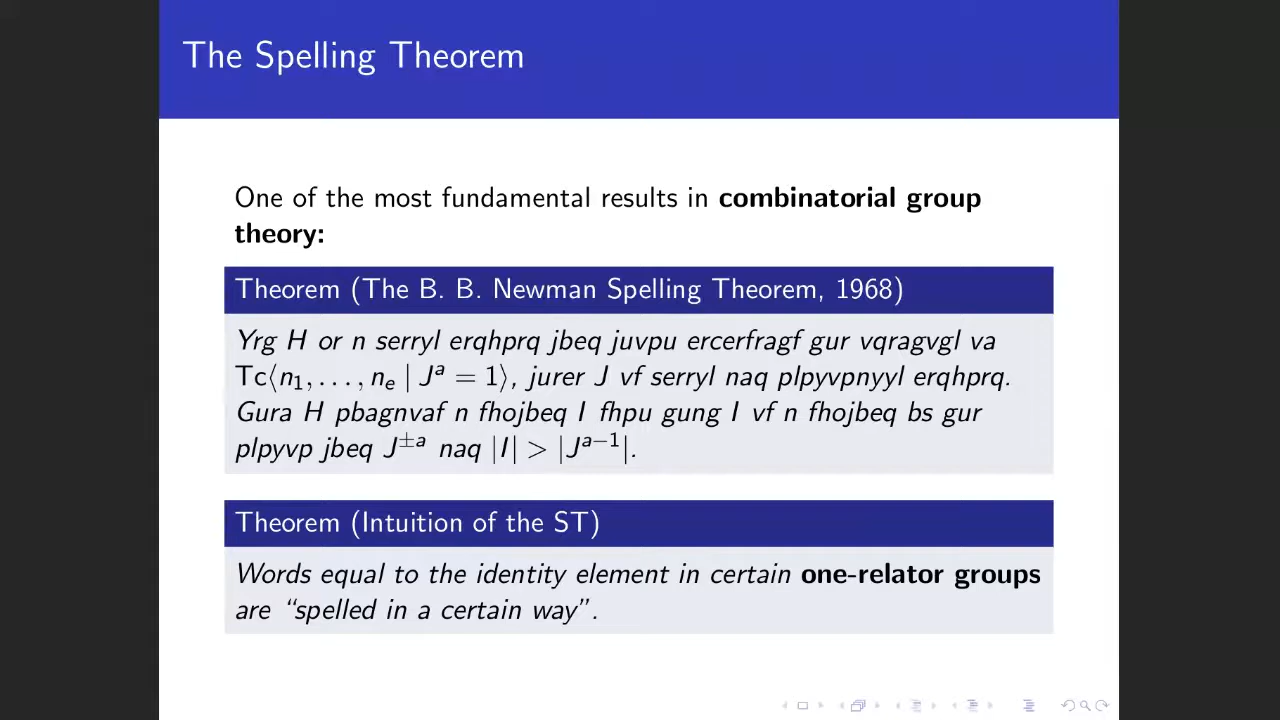 The Spelling Theorem
One of the most fundamental results in combinatorial group
theory:
Theorem (The B. B. Newman Spelling Theorem, 1968)
Yrg H or n serryl erqhprq jbeq juvpu ercerfragf gur vqragvgl va
Tc⟨n₁, . . . , nₑ | Jᵃ = 1⟩, jurer J vf serryl naq plpyvpnyyl erqhprq.
Gura H pbagnvaf n fhojbeq I fhpu gung I vf n fhojbeq bs gur
plpyvp jbeq J^{±a} naq |I| > |J^{a−1}|.
Theorem (Intuition of the ST)
Words equal to the identity element in certain one-relator groups
are “spelled in a certain way”.